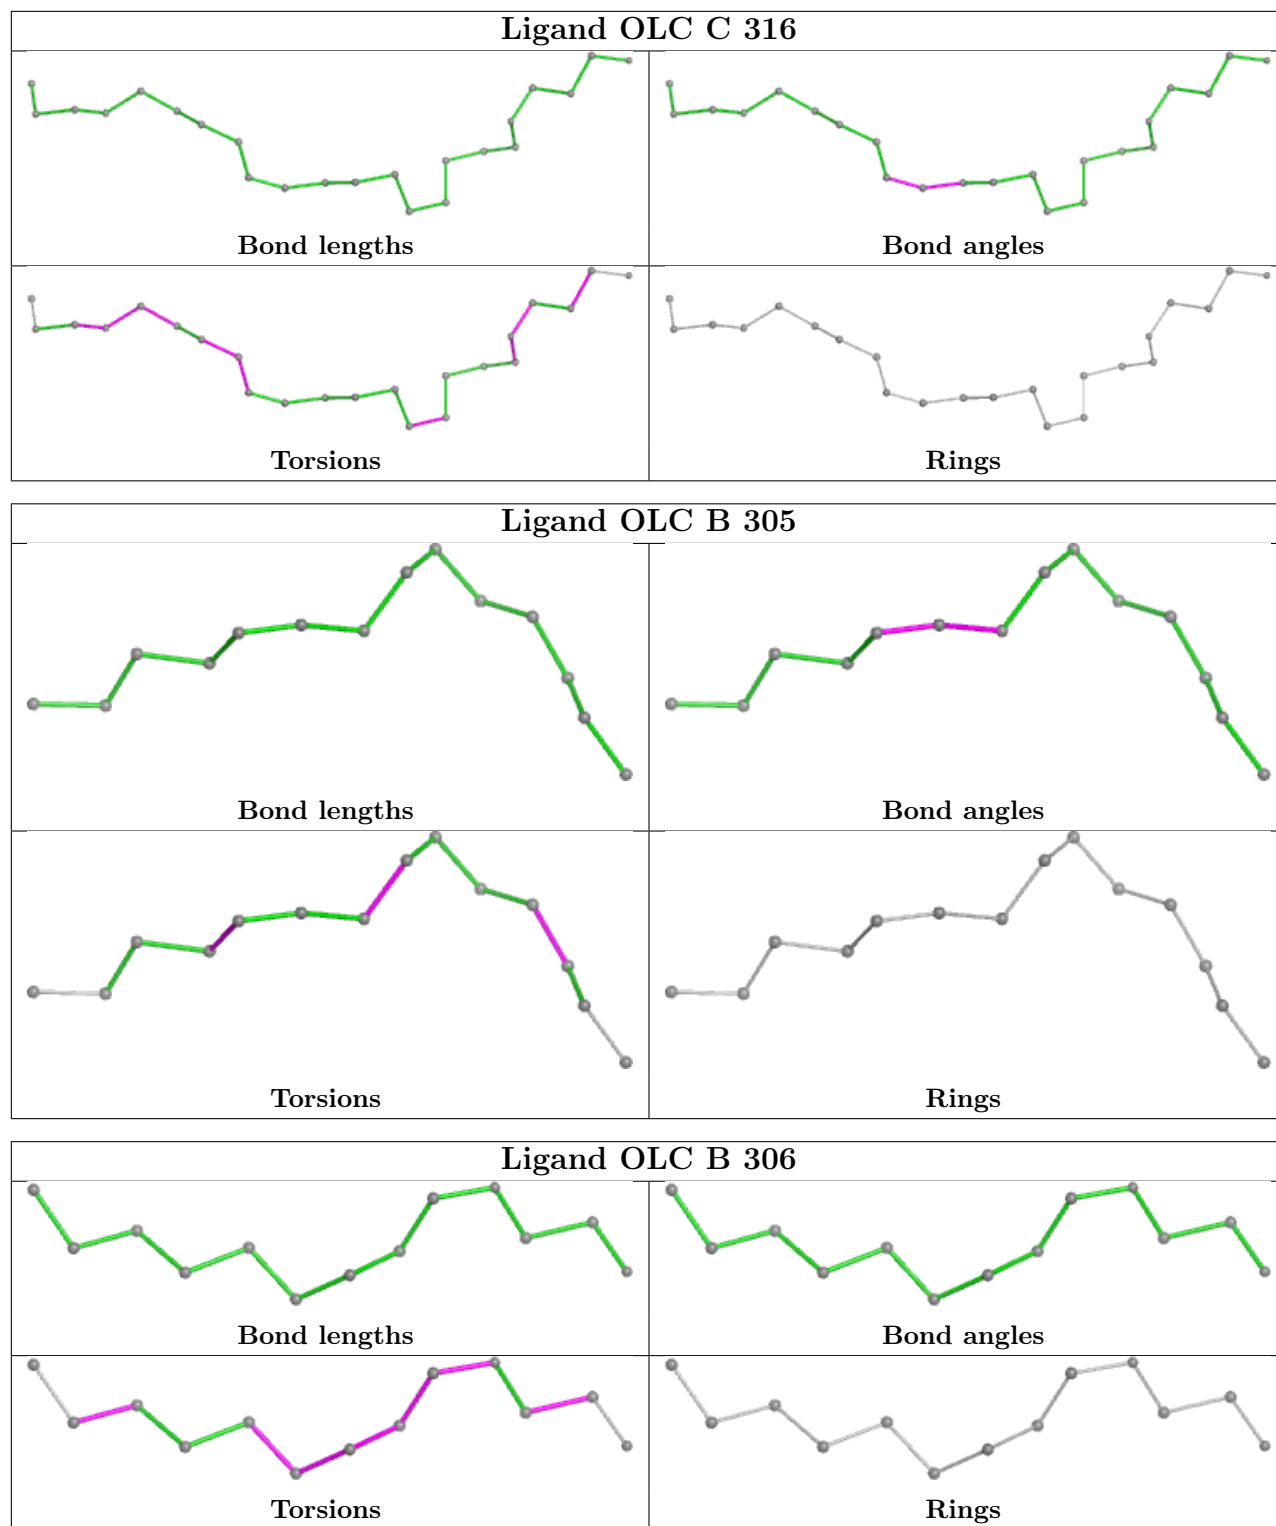 Ligand OLC C 316
Bond lengths
Bond angles
Torsions
Rings
Ligand OLC B 305
Bond lengths
Bond angles
Torsions
Rings
Ligand OLC B 306
Bond lengths
Bond angles
Torsions
Rings